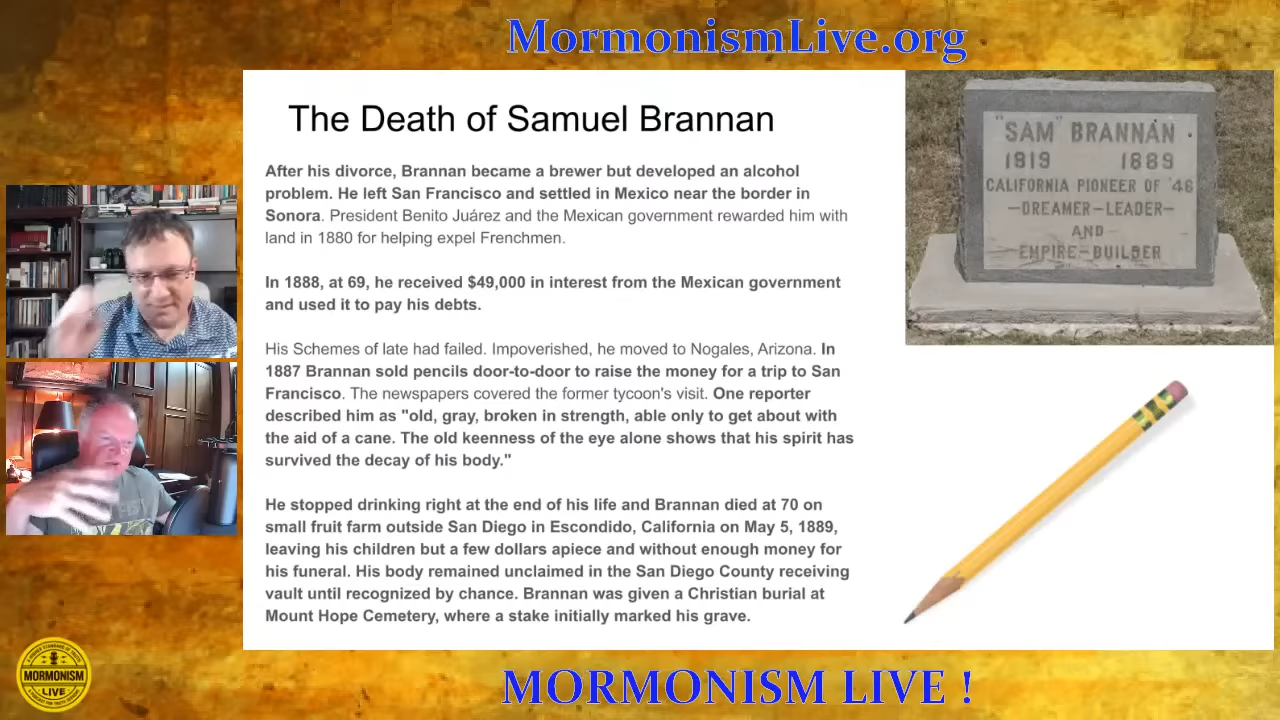 MormonismLive.org
The Death of Samuel Brannan
After his divorce, Brannan became a brewer but developed an alcohol
problem. He left San Francisco and settled in Mexico near the border in
Sonora. President Benito Juárez and the Mexican government rewarded him with
land in 1880 for helping expel Frenchmen.
In 1888, at 69, he received $49,000 in interest from the Mexican government
and used it to pay his debts.
His Schemes of late had failed. Impoverished, he moved to Nogales, Arizona. In
1887 Brannan sold pencils door-to-door to raise the money for a trip to San
Francisco. The newspapers covered the former tycoon's visit. One reporter
described him as "old, gray, broken in strength, able only to get about with
the aid of a cane. The old keenness of the eye alone shows that his spirit has
survived the decay of his body."
He stopped drinking right at the end of his life and Brannan died at 70 on
small fruit farm outside San Diego in Escondido, California on May 5, 1889,
leaving his children but a few dollars apiece and without enough money for
his funeral. His body remained unclaimed in the San Diego County receiving
vault until recognized by chance. Brannan was given a Christian burial at
Mount Hope Cemetery, where a stake initially marked his grave.
"SAM" BRANNAN
1819 1889
CALIFORNIA PIONEER OF '46
—DREAMER—LEADER—
AND
EMPIRE—BUILDER
MORMONISM
LIVE
MORMONISM LIVE !